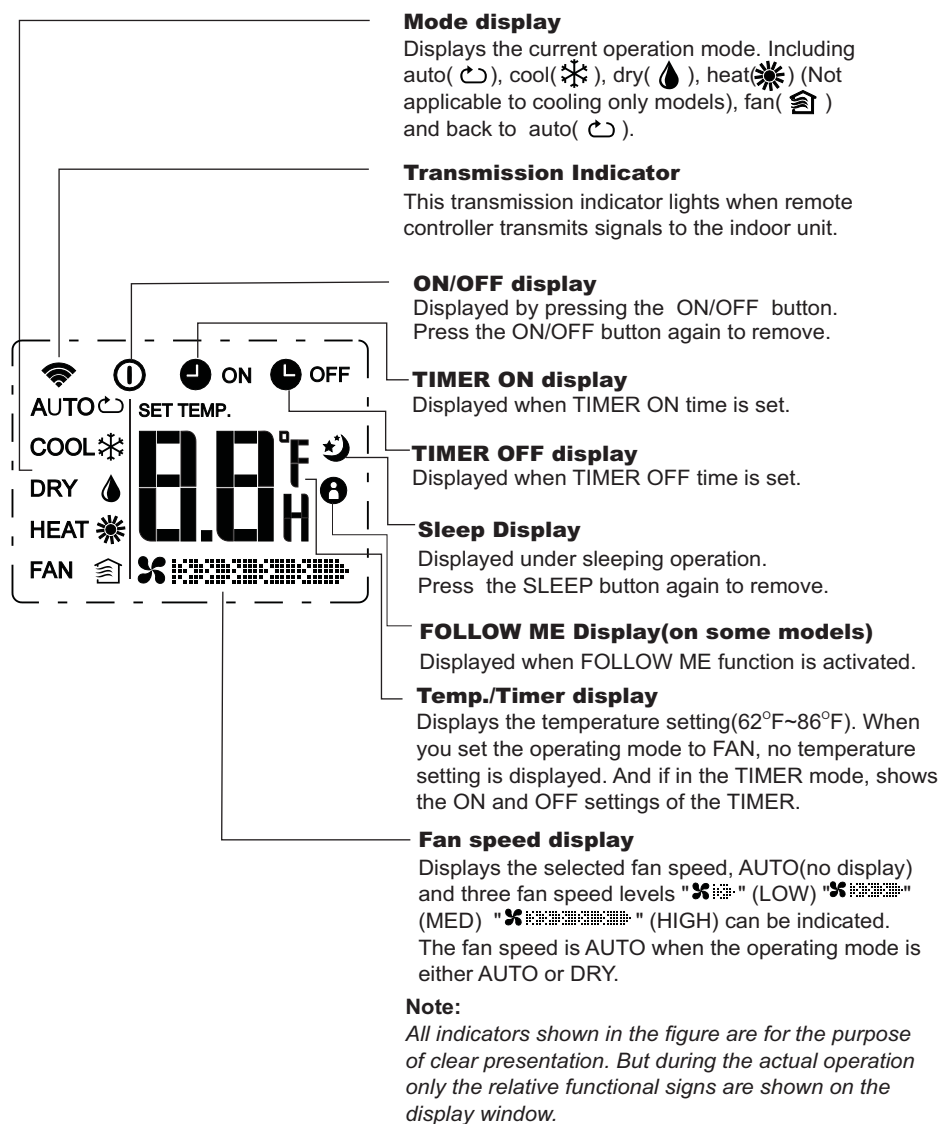 Mode display
Displays the current operation mode. Including
auto( ), cool( ), dry( ), heat( ) (Not
applicable to cooling only models), fan( )
and back to auto( ).
Transmission Indicator
This transmission indicator lights when remote
controller transmits signals to the indoor unit.
ON/OFF display
Displayed by pressing the ON/OFF button.
Press the ON/OFF button again to remove.
ON OFF
AUTO
SET TEMP.
COOL
DRY
HEAT
FAN
8.8°F
H
TIMER ON display
Displayed when TIMER ON time is set.
TIMER OFF display
Displayed when TIMER OFF time is set.
Sleep Display
Displayed under sleeping operation.
Press the SLEEP button again to remove.
FOLLOW ME Display(on some models)
Displayed when FOLLOW ME function is activated.
Temp./Timer display
Displays the temperature setting(62°F~86°F). When
you set the operating mode to FAN, no temperature
setting is displayed. And if in the TIMER mode, shows
the ON and OFF settings of the TIMER.
Fan speed display
Displays the selected fan speed, AUTO(no display)
and three fan speed levels " " (LOW) " "
(MED) " " (HIGH) can be indicated.
The fan speed is AUTO when the operating mode is
either AUTO or DRY.
Note:
All indicators shown in the figure are for the purpose
of clear presentation. But during the actual operation
only the relative functional signs are shown on the
display window.